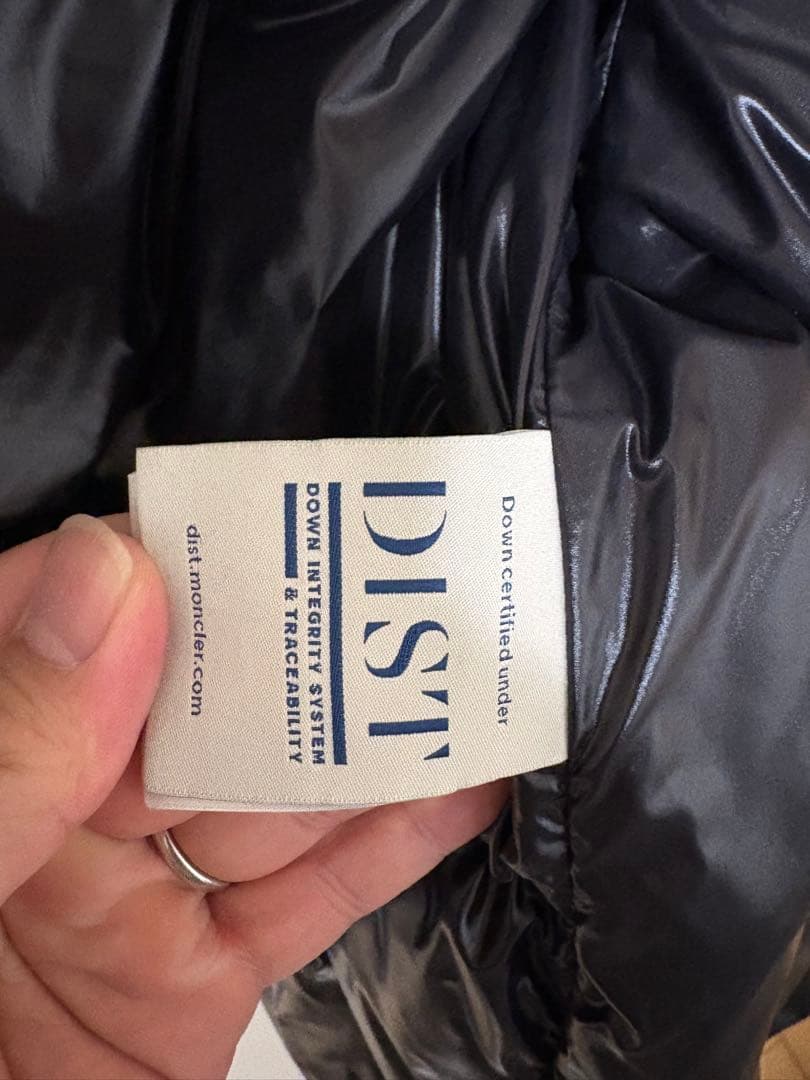 Down certified under
DIST
DOWN INTEGRITY SYSTEM
& TRACEABILITY
dist.moncler.com